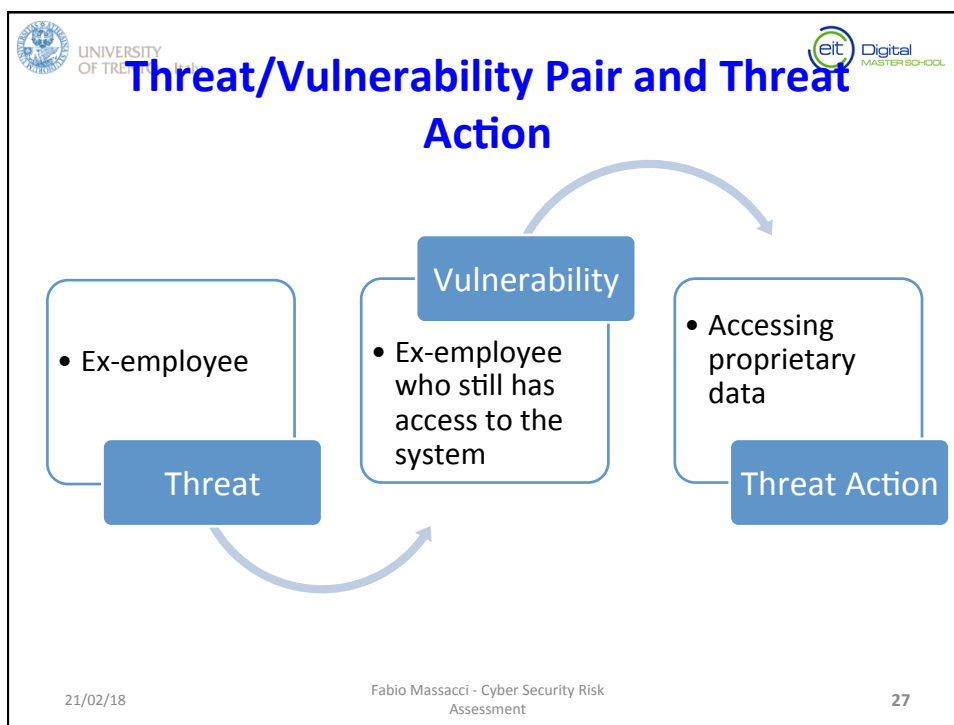 UNIVERSITY
OF TRENTO - Italy
eit Digital
MASTER SCHOOL
Threat/Vulnerability Pair and Threat
Action
• Ex-employee
Threat
Vulnerability
• Ex-employee
who still has
access to the
system
• Accessing
proprietary
data
Threat Action
21/02/18
Fabio Massacci - Cyber Security Risk
Assessment
27